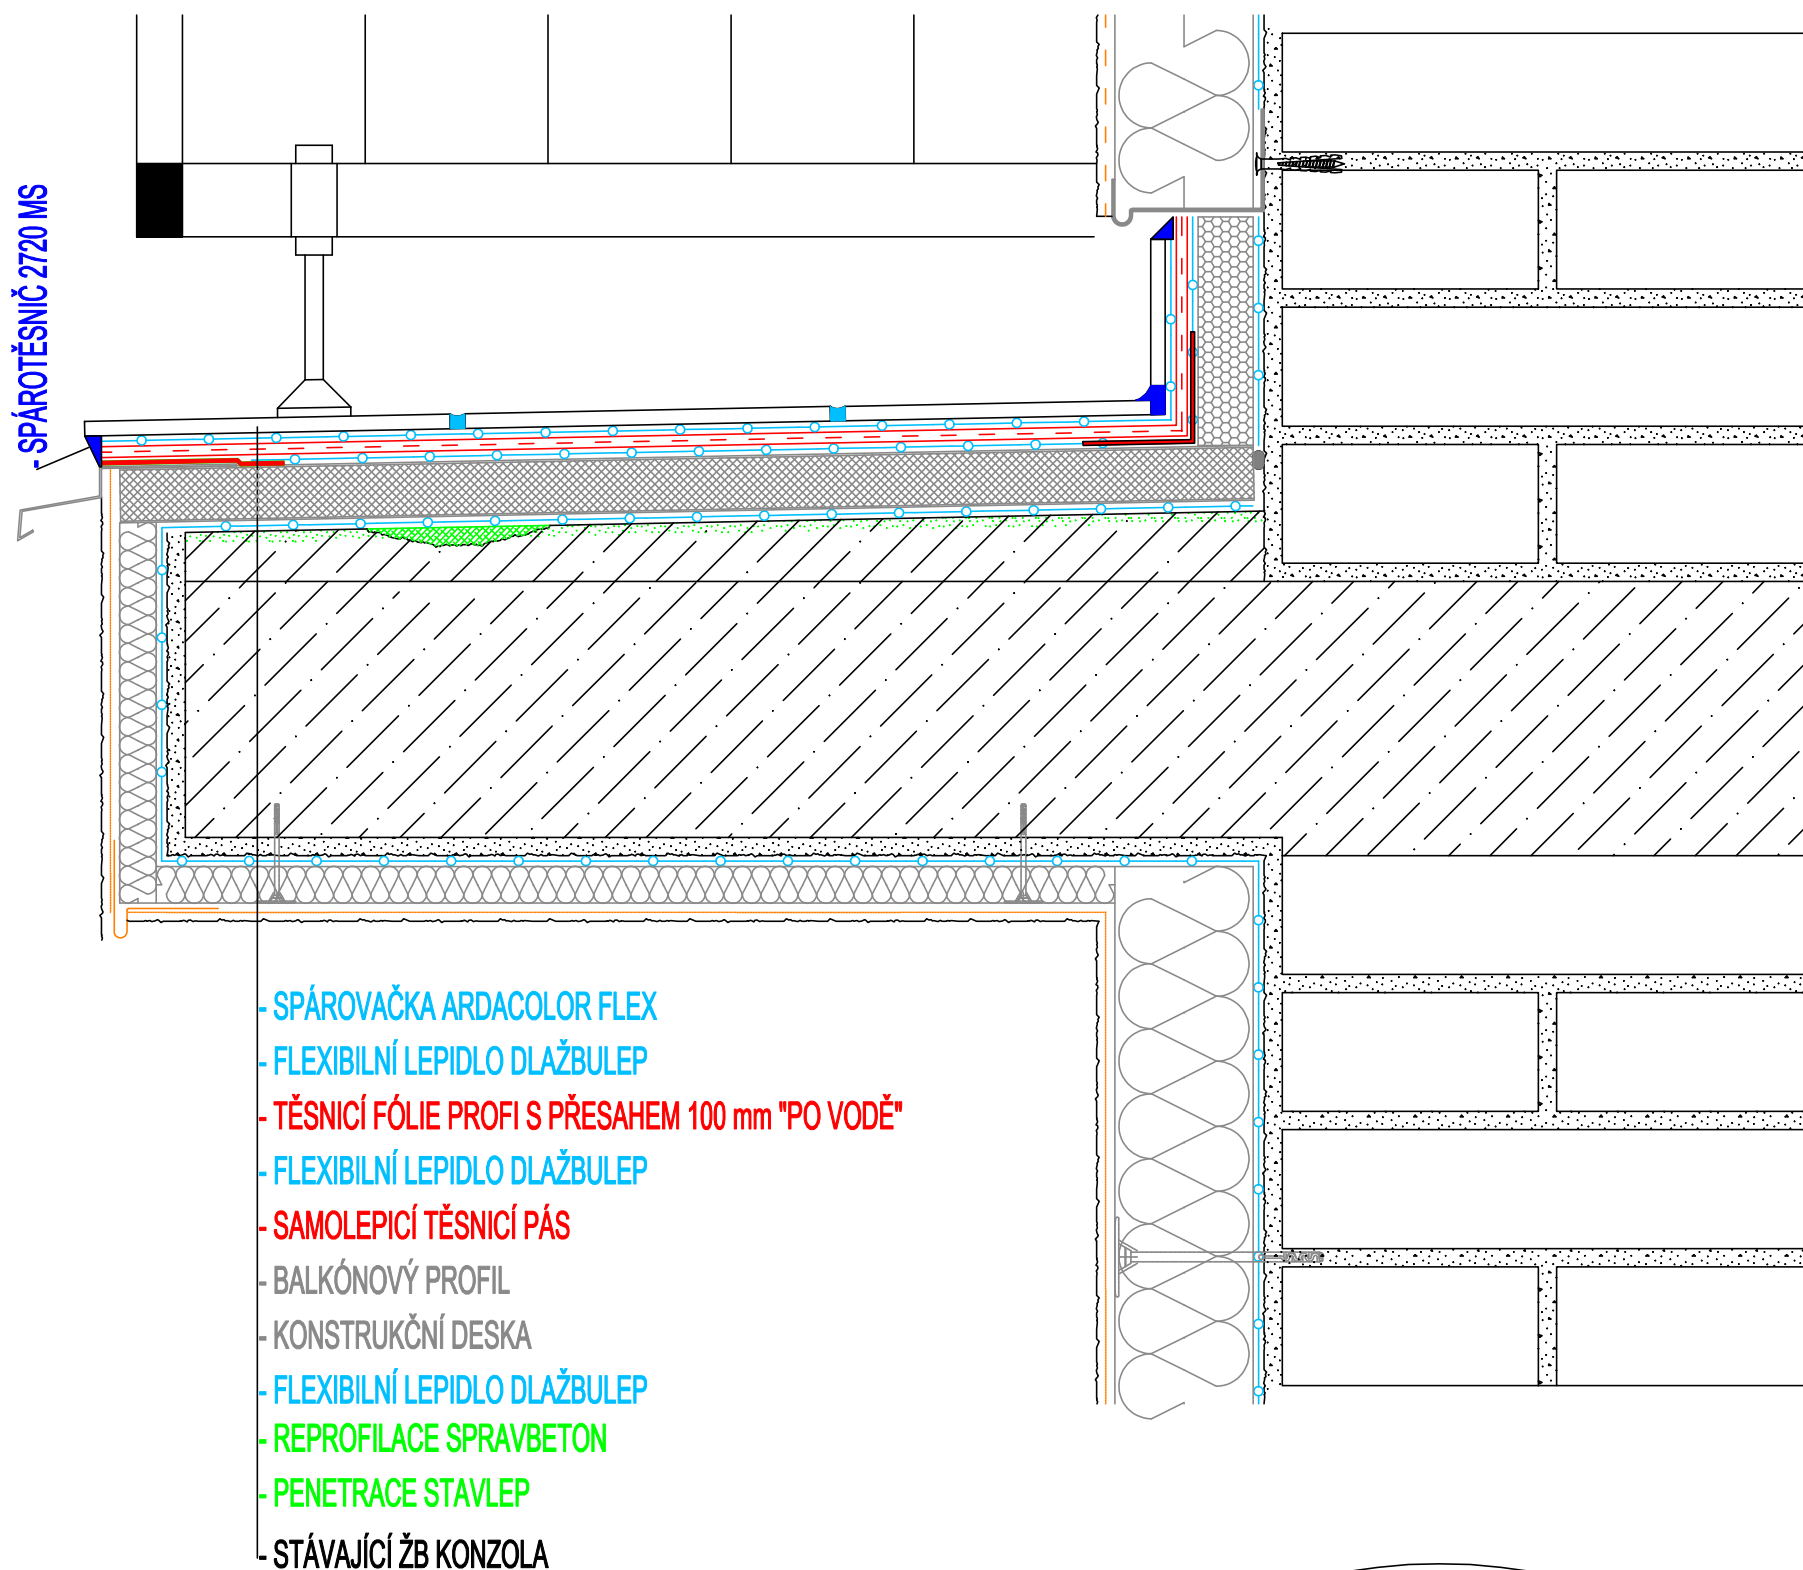 - SPÁROTĚSNIČ 2720 MS
- SPÁROVAČKA ARDACOLOR FLEX
- FLEXIBILNÍ LEPIDLO DLAŽBULEP
- TĚSNICÍ FÓLIE PROFI S PŘESAHEM 100 mm "PO VODĚ"
- FLEXIBILNÍ LEPIDLO DLAŽBULEP
- SAMOLEPICÍ TĚSNICÍ PÁS
- BALKÓNOVÝ PROFIL
- KONSTRUKČNÍ DESKA
- FLEXIBILNÍ LEPIDLO DLAŽBULEP
- REPROFILACE SPRAVBETON
- PENETRACE STAVLEP
- STÁVAJÍCÍ ŽB KONZOLA